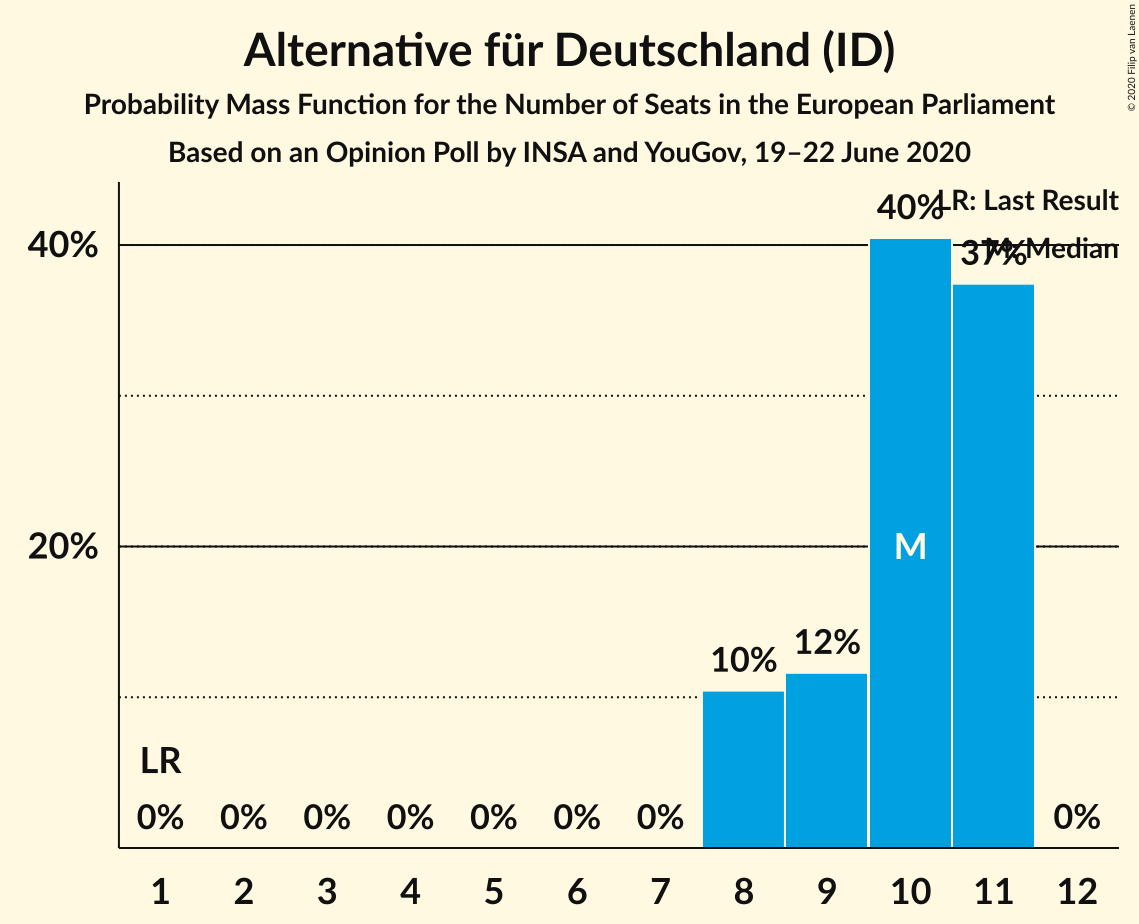 Alternative für Deutschland (ID)
Probability Mass Function for the Number of Seats in the European Parliament
Based on an Opinion Poll by INSA and YouGov, 19–22 June 2020
© 2020 Filip van Laenen
LR: Last Result
M: Median
40%
20%
LR
0%
0%
0%
0%
0%
0%
0%
10%
12%
40%
37%
0%
M
1 2 3 4 5 6 7 8 9 10 11 12